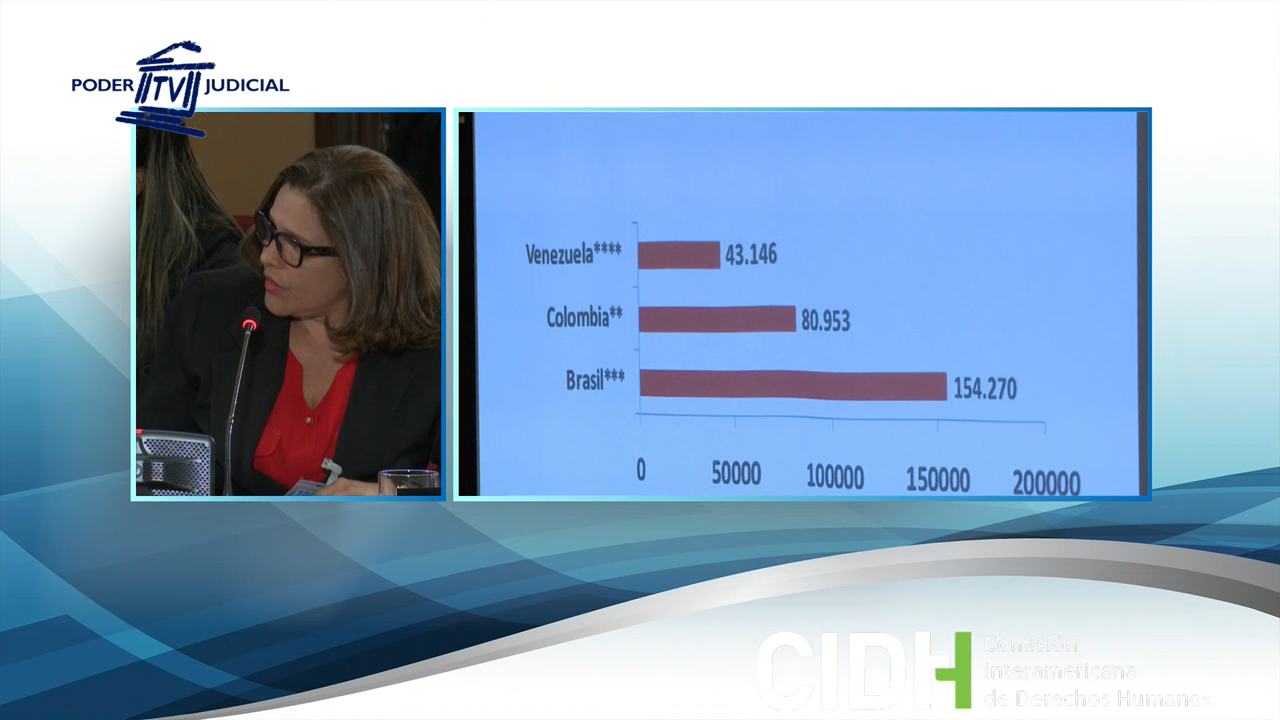 PODER TV JUDICIAL
Venezuela**** 43.146
Colombia** 80.953
Brasil*** 154.270
0 50000 100000 150000 200000
CIDH
Comisión
Interamericana
de Derechos Humanos